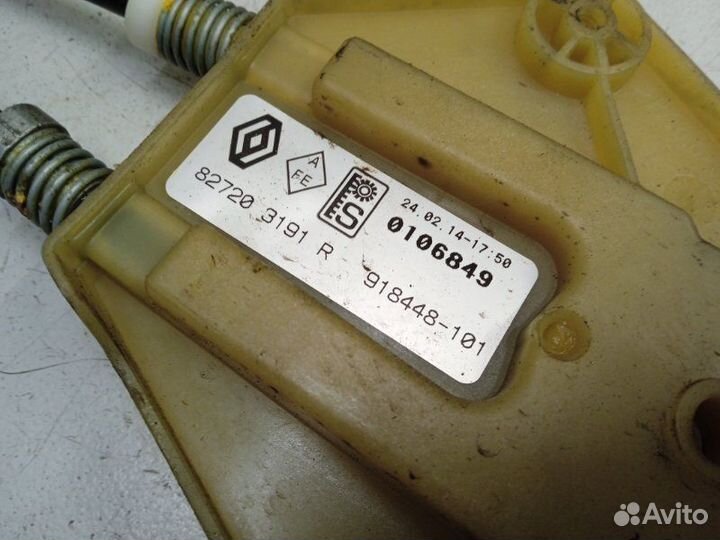 A
FE
S
24.02.14-17:50
0106849
82720 3191 R
918448-101
Avito